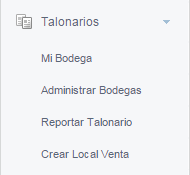 Talonarios
Mi Bodega
Administrar Bodegas
Reportar Talonario
Crear Local Venta